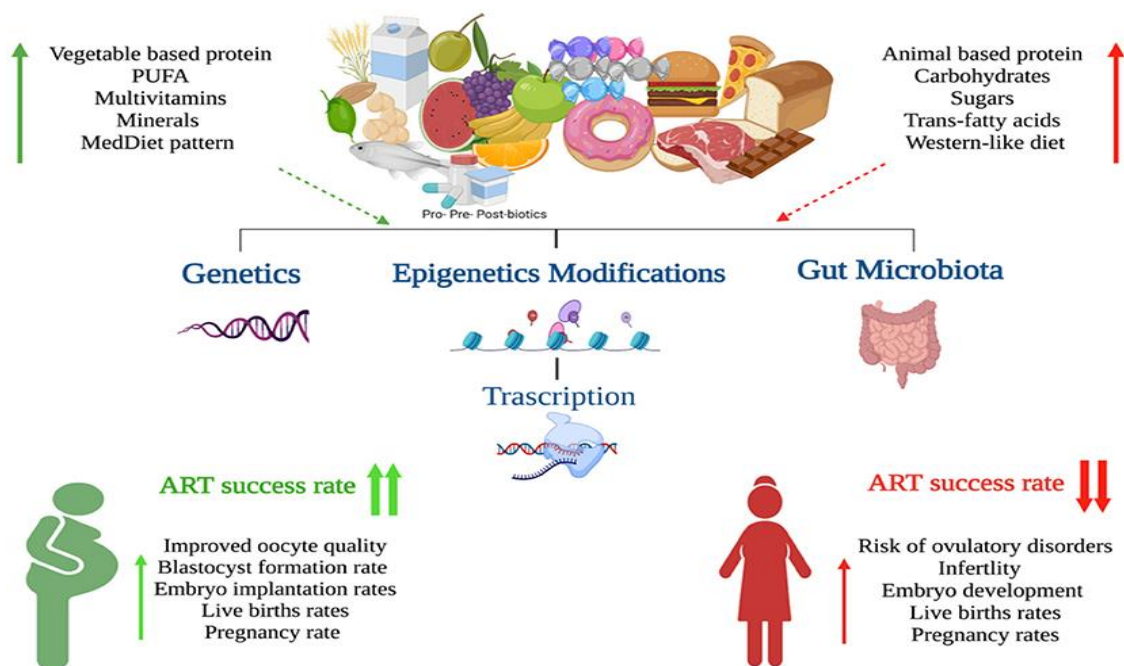 Vegetable based protein
PUFA
Multivitamins
Minerals
MedDiet pattern
Animal based protein
Carbohydrates
Sugars
Trans-fatty acids
Western-like diet
Pro- Pre- Post-biotics
Genetics
Epigenetics Modifications
Gut Microbiota
Trascription
ART success rate
Improved oocyte quality
Blastocyst formation rate
Embryo implantation rates
Live births rates
Pregnancy rate
ART success rate
Risk of ovulatory disorders
Infertlity
Embryo development
Live births rates
Pregnancy rates